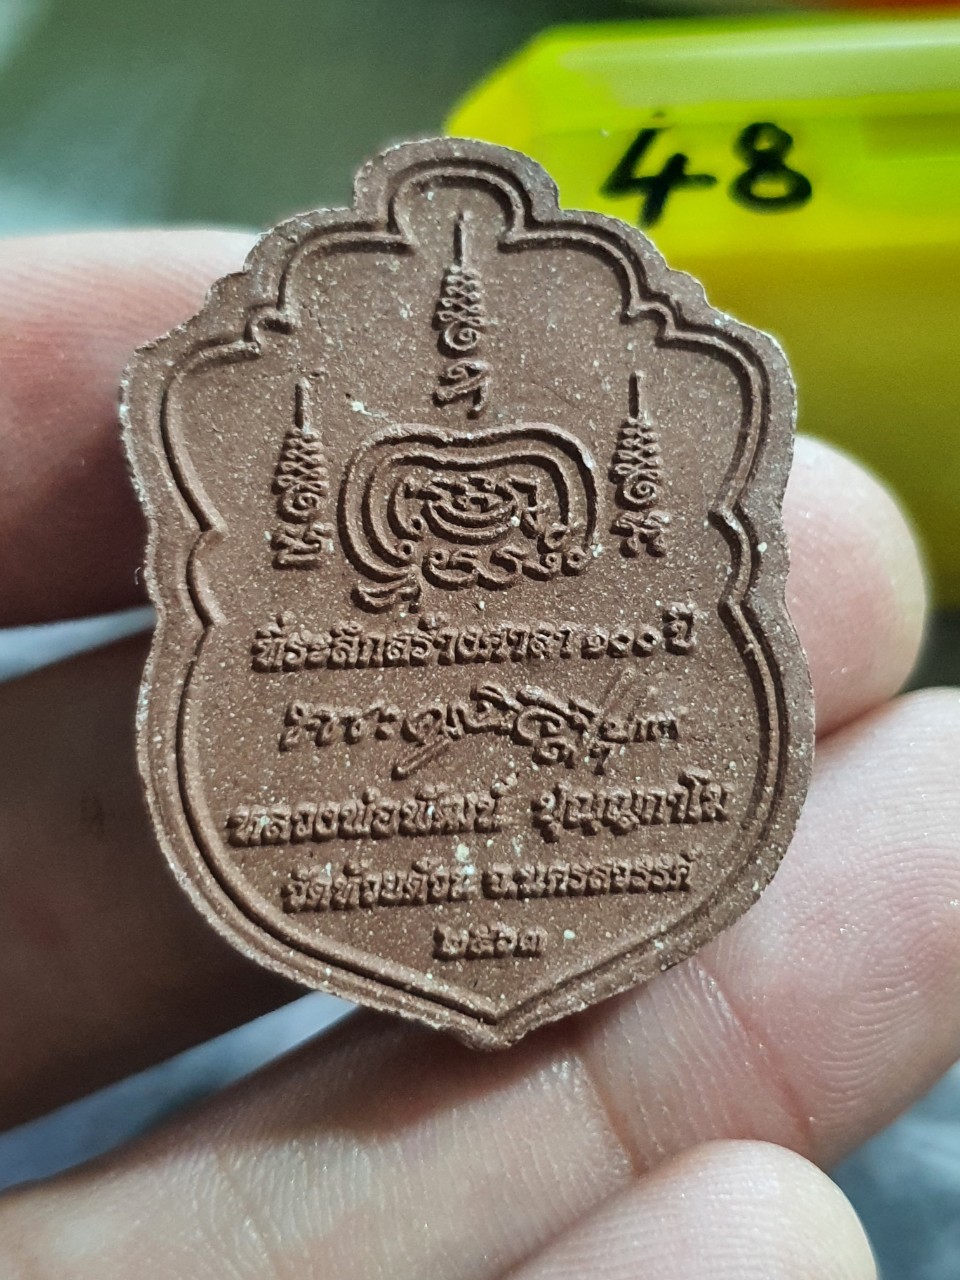 48
ที่ระลึกสร้างศาลา ๑๐๐ ปี
หลวงพ่อพัฒน์ ปุญญกาโม
วัดห้วยด้วน จ.นครสวรรค์
๒๕๖๓